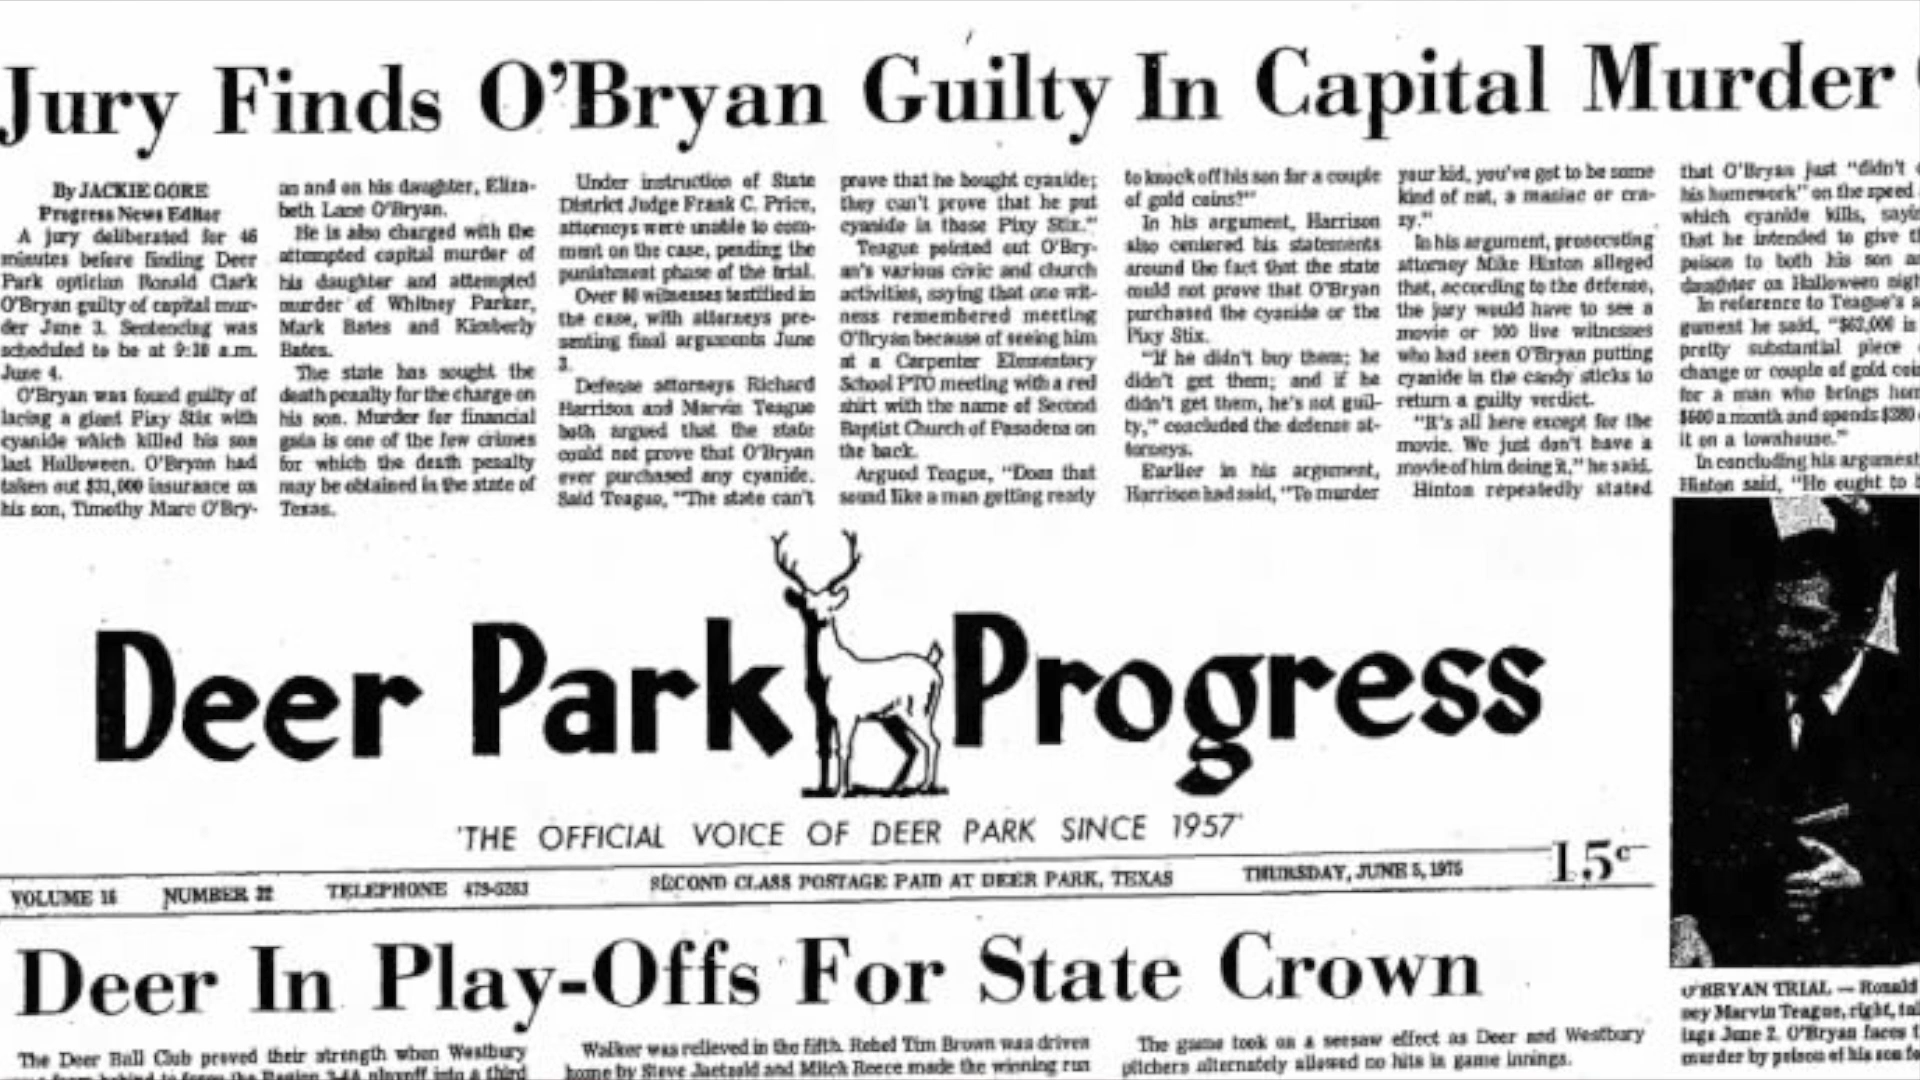 Jury Finds O'Bryan Guilty In Capital Murder
By JACKIE GORE
Progress News Editor
A jury deliberated for 46
minutes before finding Deer
Park optician Ronald Clark
O'Bryan guilty of capital mur-
der June 3. Sentencing was
scheduled to be at 9:30 a.m.
June 4.
O'Bryan was found guilty of
lacing a giant Pixy Stix with
cyanide which killed his son
last Halloween. O'Bryan had
taken out $31,000 insurance on
his son, Timothy Marc O'Bry-
an and on his daughter, Eliza-
beth Lane O'Bryan.
He is also charged with the
attempted capital murder of
his daughter and attempted
murder of Whitney Parker,
Mark Bates and Kimberly
Bates.
The state has sought the
death penalty for the charge on
his son. Murder for financial
gain is one of the few crimes
for which the death penalty
may be obtained in the state of
Texas.
Under instruction of State
District Judge Frank C. Price,
attorneys were unable to com-
ment on the case, pending the
punishment phase of the trial.
Over witnesses testified in
the case, with attorneys pre-
senting final arguments June
3.
Defense attorneys Richard
Harrison and Marvin Teague
both argued that the state
could not prove that O'Bryan
ever purchased any cyanide.
Said Teague, "The state can't
prove that he bought cyanide;
they can't prove that he put
cyanide in those Pixy Stix."
Teague pointed out O'Bry-
an's various civic and church
activities, saying that one wit-
ness remembered meeting
O'Bryan because of seeing him
at a Carpenter Elementary
School PTO meeting with a red
shirt with the name of Second
Baptist Church of Pasadena on
the back.
Argued Teague, "Does that
sound like a man getting ready
to knock off his son for a couple
of gold coins?"
In his argument, Harrison
also centered his statements
around the fact that the state
could not prove that O'Bryan
purchased the cyanide or the
Pixy Stix.
"If he didn't buy them; he
didn't get them; and if he
didn't get them, he's not guil-
ty," concluded the defense at-
torneys.
Earlier in his argument,
Harrison had said, "To murder
your kid, you've got to be some
kind of nut, a maniac or cra-
zy."
In his argument, prosecuting
attorney Mike Hinton alleged
that, according to the defense,
the jury would have to see a
movie or 100 live witnesses
who had seen O'Bryan putting
cyanide in the candy sticks to
return a guilty verdict.
"It's all here except for the
movie. We just don't have a
movie of him doing it," he said.
Hinton repeatedly stated
that O'Bryan just "didn't
his homework" on the speed
which cyanide kills,
that he intended to give
poison to both his son
daughter on Halloween
In reference to Teague's
gument he said, is
pretty substantial piece
change or couple of gold
for a man who brings
$600 a month and spends
it on a townhouse."
In concluding his
Hinton said, "He ought to
Deer Park Progress
'THE OFFICIAL VOICE OF DEER PARK SINCE 1957'
VOLUME 16 NUMBER 22 TELEPHONE SECOND CLASS POSTAGE PAID AT DEER PARK, TEXAS THURSDAY, JUNE 5, 1975 15¢
O'BRYAN TRIAL — Ronald
ney Marvin Teague, right,
ings June 2. O'Bryan faces
murder by poison of his son
Deer In Play-Offs For State Crown
The Deer Ball Club proved their strength when Westbury
Walker was relieved in the fifth. Rebel Tim Brown was driven
home by Steve and Mitch Reece made the winning run
The game took on a seesaw effect as Deer and Westbury
pitchers alternately allowed no hits in game innings.